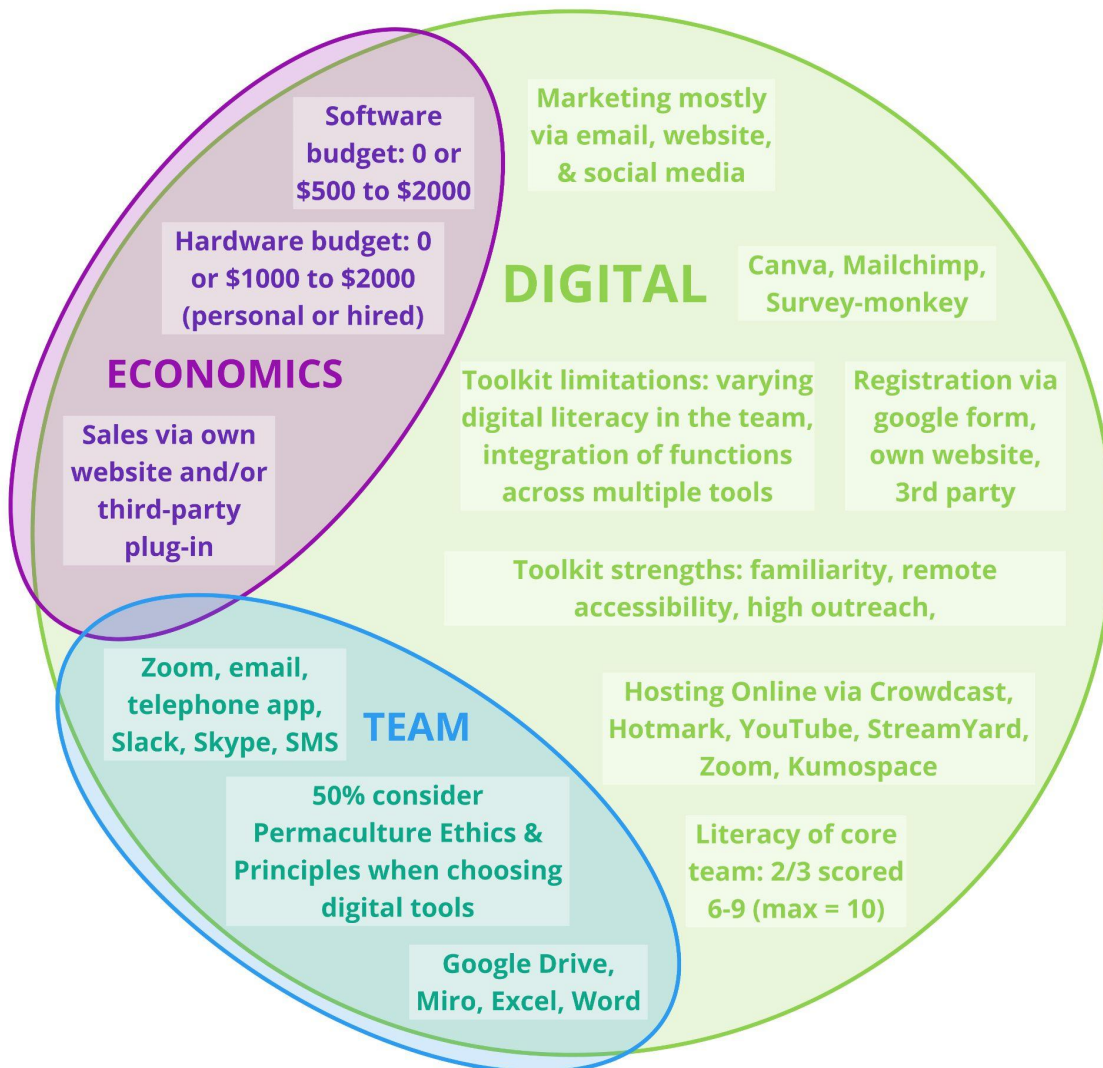 Software
budget: 0 or
$500 to $2000
Hardware budget: 0
or $1000 to $2000
(personal or hired)
ECONOMICS
Sales via own
website and/or
third-party
plug-in
Marketing mostly
via email, website,
& social media
DIGITAL
Canva, Mailchimp,
Survey-monkey
Toolkit limitations: varying
digital literacy in the team,
integration of functions
across multiple tools
Registration via
google form,
own website,
3rd party
Toolkit strengths: familiarity, remote
accessibility, high outreach,
Zoom, email,
telephone app,
Slack, Skype, SMS
TEAM
50% consider
Permaculture Ethics &
Principles when choosing
digital tools
Google Drive,
Miro, Excel, Word
Hosting Online via Crowdcast,
Hotmark, YouTube, StreamYard,
Zoom, Kumospace
Literacy of core
team: 2/3 scored
6-9 (max = 10)